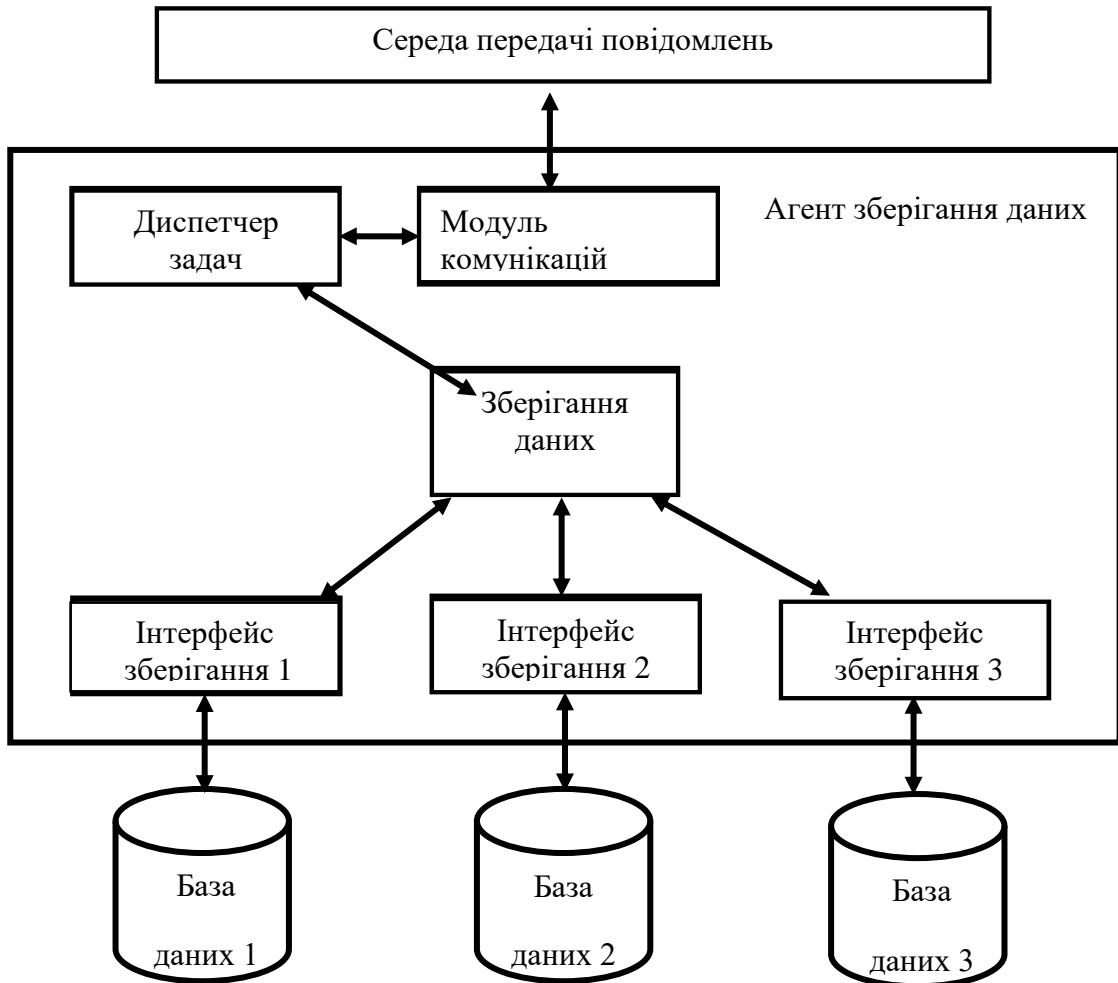 Середа передачі повідомлень
Диспетчер
задач
Модуль
комунікацій
Агент зберігання даних
Зберігання
даних
Інтерфейс
зберігання 1
Інтерфейс
зберігання 2
Інтерфейс
зберігання 3
База
даних 1
База
даних 2
База
даних 3